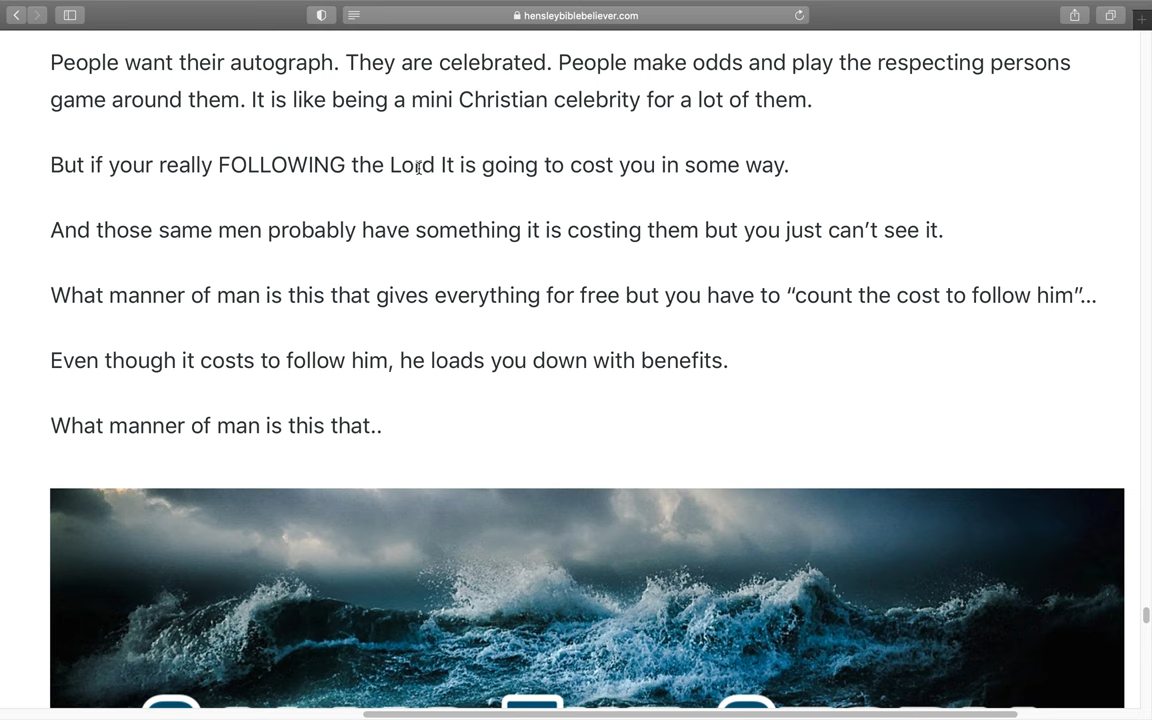 hensleybiblebeliever.com
People want their autograph. They are celebrated. People make odds and play the respecting persons
game around them. It is like being a mini Christian celebrity for a lot of them.
But if your really FOLLOWING the Lord It is going to cost you in some way.
And those same men probably have something it is costing them but you just can’t see it.
What manner of man is this that gives everything for free but you have to “count the cost to follow him”...
Even though it costs to follow him, he loads you down with benefits.
What manner of man is this that..